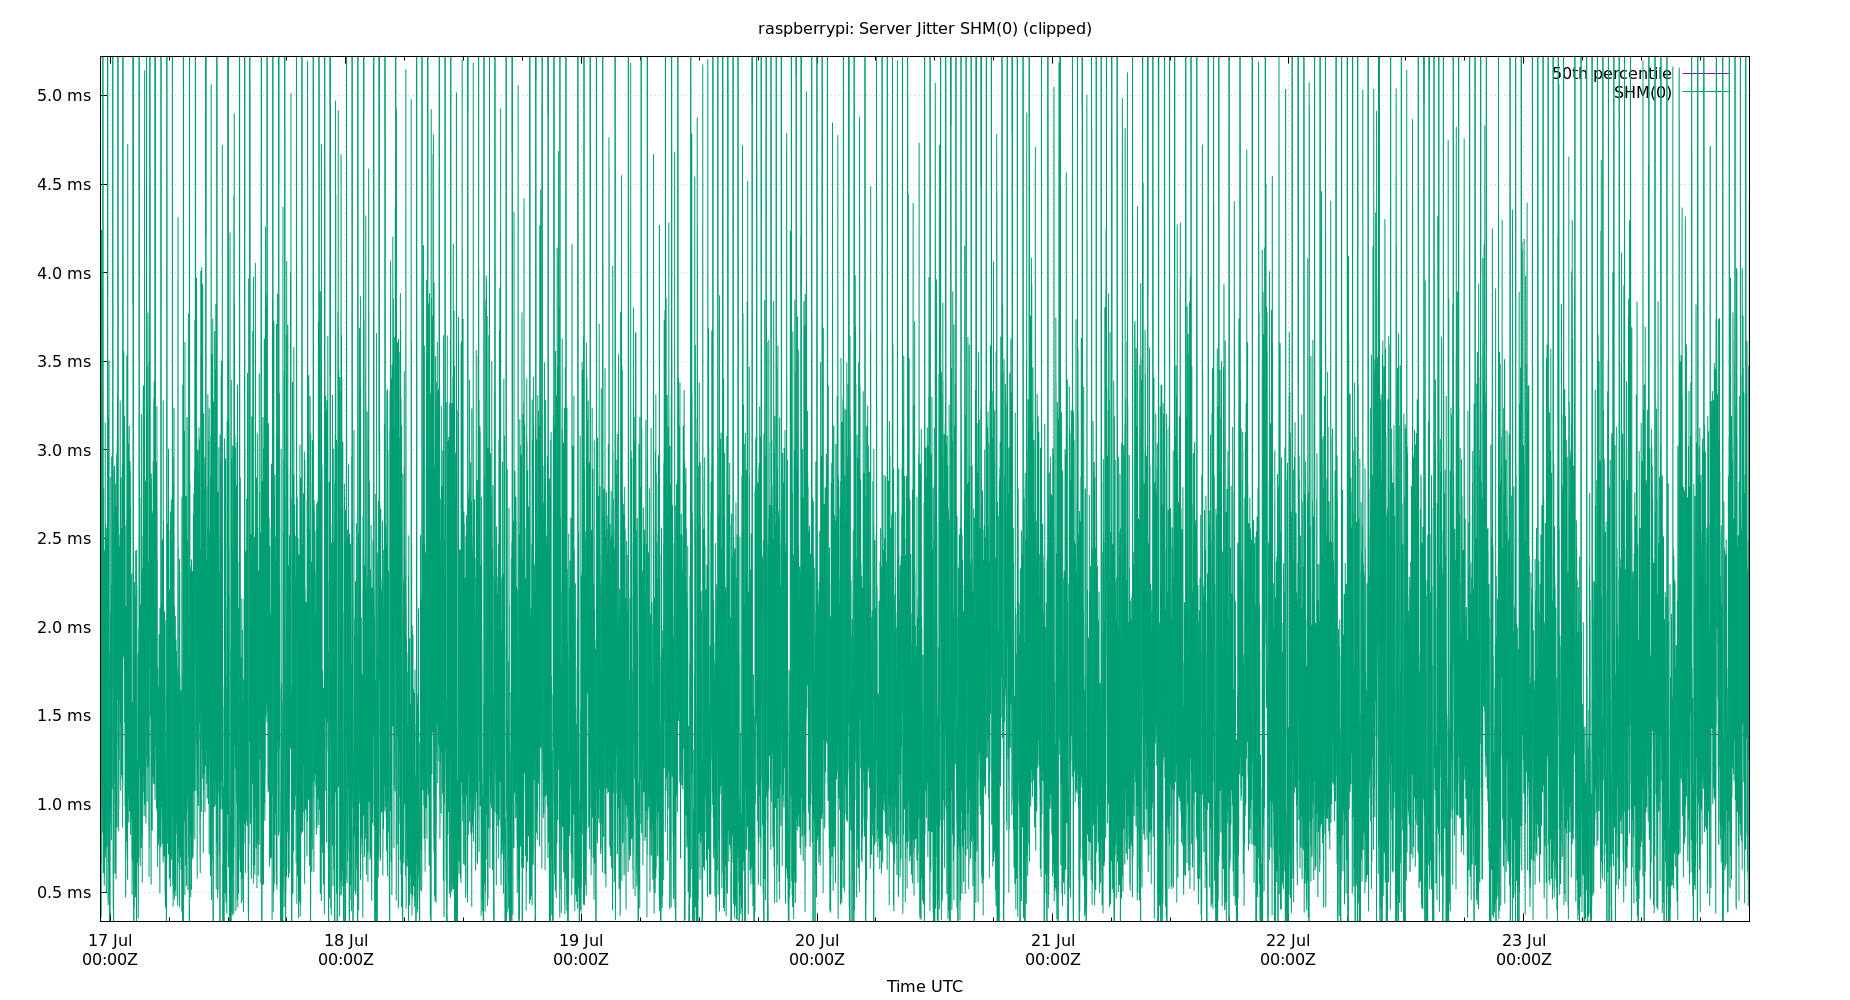 raspberrypi: Server Jitter SHM(0) (clipped)
50th percentile
SHM(0)
5.0 ms
4.5 ms
4.0 ms
3.5 ms
3.0 ms
2.5 ms
2.0 ms
1.5 ms
1.0 ms
0.5 ms
17 Jul 18 Jul 19 Jul 20 Jul 21 Jul 22 Jul 23 Jul
00:00Z 00:00Z 00:00Z 00:00Z 00:00Z 00:00Z 00:00Z
Time UTC